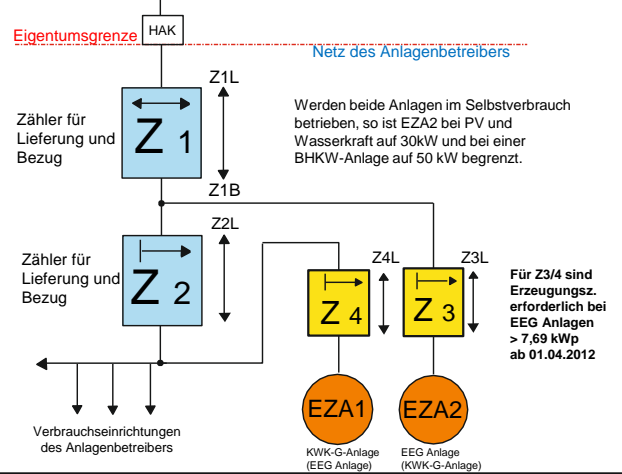 HAK
Eigentumsgrenze
Netz des Anlagenbetreibers
Z1L
Zähler für
Lieferung und
Bezug
Z 1
Werden beide Anlagen im Selbstverbrauch
betrieben, so ist EZA2 bei PV und
Wasserkraft auf 30kW und bei einer
BHKW-Anlage auf 50 kW begrenzt.
Z1B
Z2L
Zähler für
Lieferung und
Bezug
Z 2
Z4L
Z3L
Z 4
Z 3
Für Z3/4 sind
Erzeugungsz.
erforderlich bei
EEG Anlagen
> 7,69 kWp
ab 01.04.2012
EZA1
EZA2
Verbrauchseinrichtungen
des Anlagenbetreibers
KWK-G-Anlage
(EEG Anlage)
EEG Anlage
(KWK-G-Anlage)